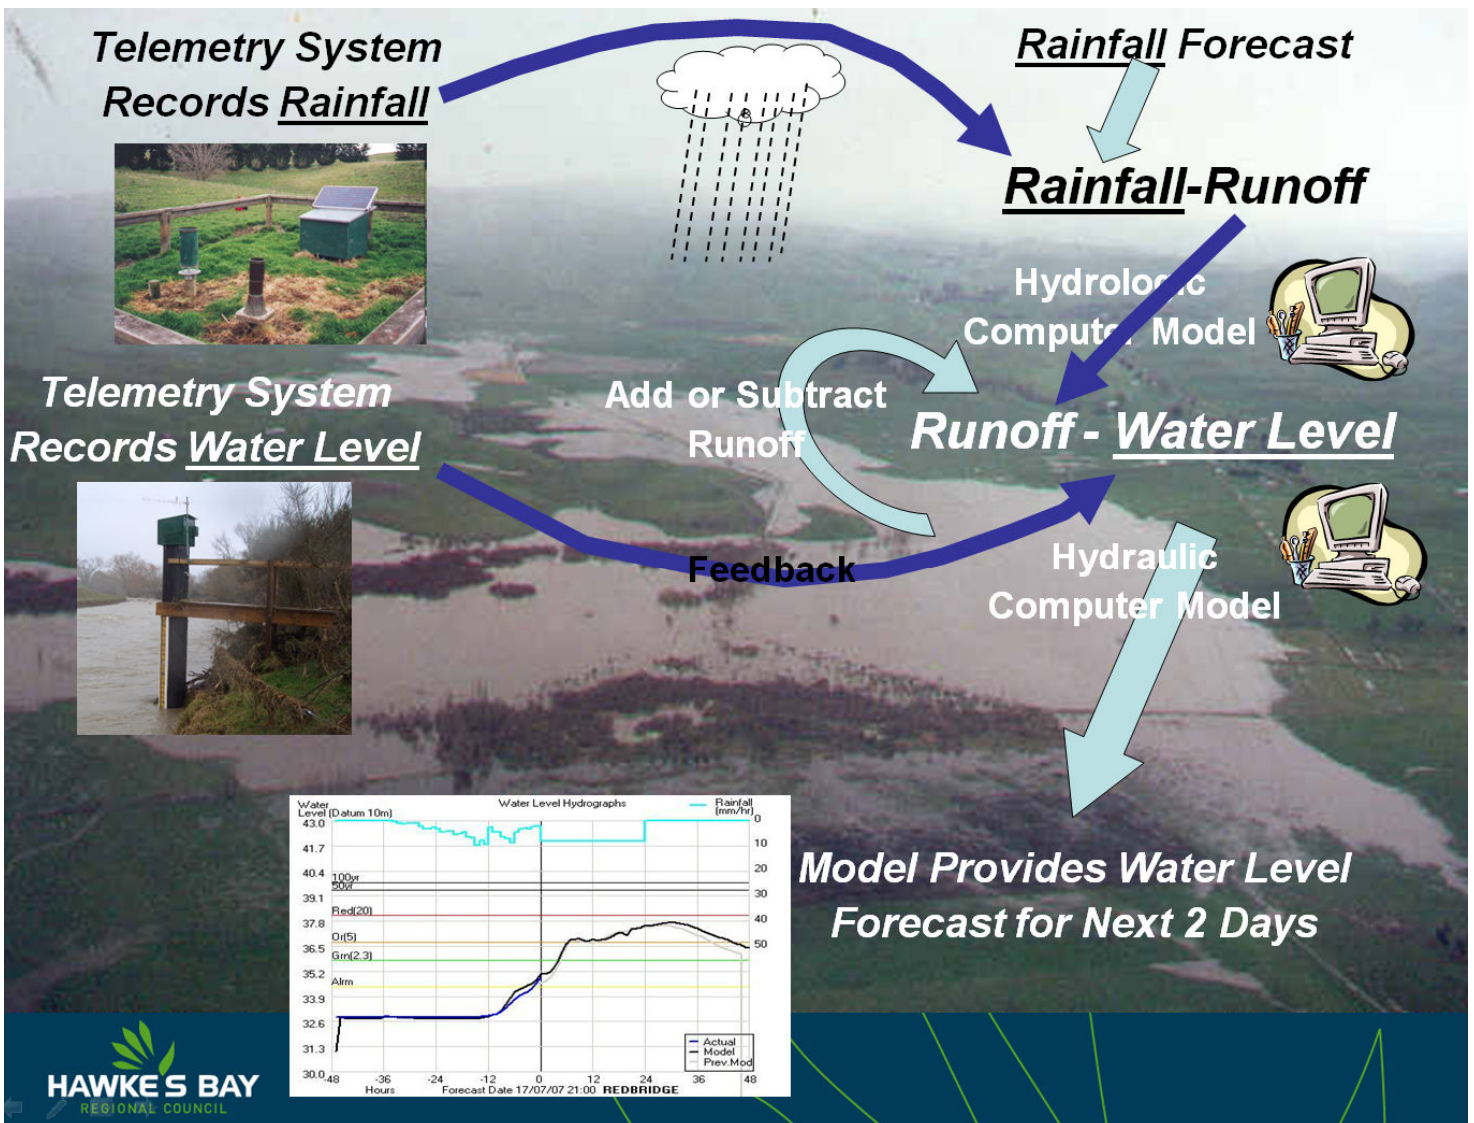 Telemetry System
Records Rainfall
Rainfall Forecast
Rainfall-Runoff
Hydrologic
Computer Model
Telemetry System
Records Water Level
Add or Subtract
Runoff
Runoff - Water Level
Feedback
Hydraulic
Computer Model
Model Provides Water Level
Forecast for Next 2 Days
Water
Level (Datum 10m)
Water Level Hydrographs
Rainfall
(mm/hr)
43.0
41.7
40.4
39.1
37.8
36.5
35.2
33.9
32.6
31.3
30.0
0
10
20
30
40
50
100yr
50yr
Red(20)
Or(5)
Grn(2.3)
Alrm
Actual
Model
Prev.Mod
-48 -36 -24 -12 0 12 24 36 48
Hours Forecast Date 17/07/07 21:00 REDBRIDGE
HAWKE'S BAY
REGIONAL COUNCIL